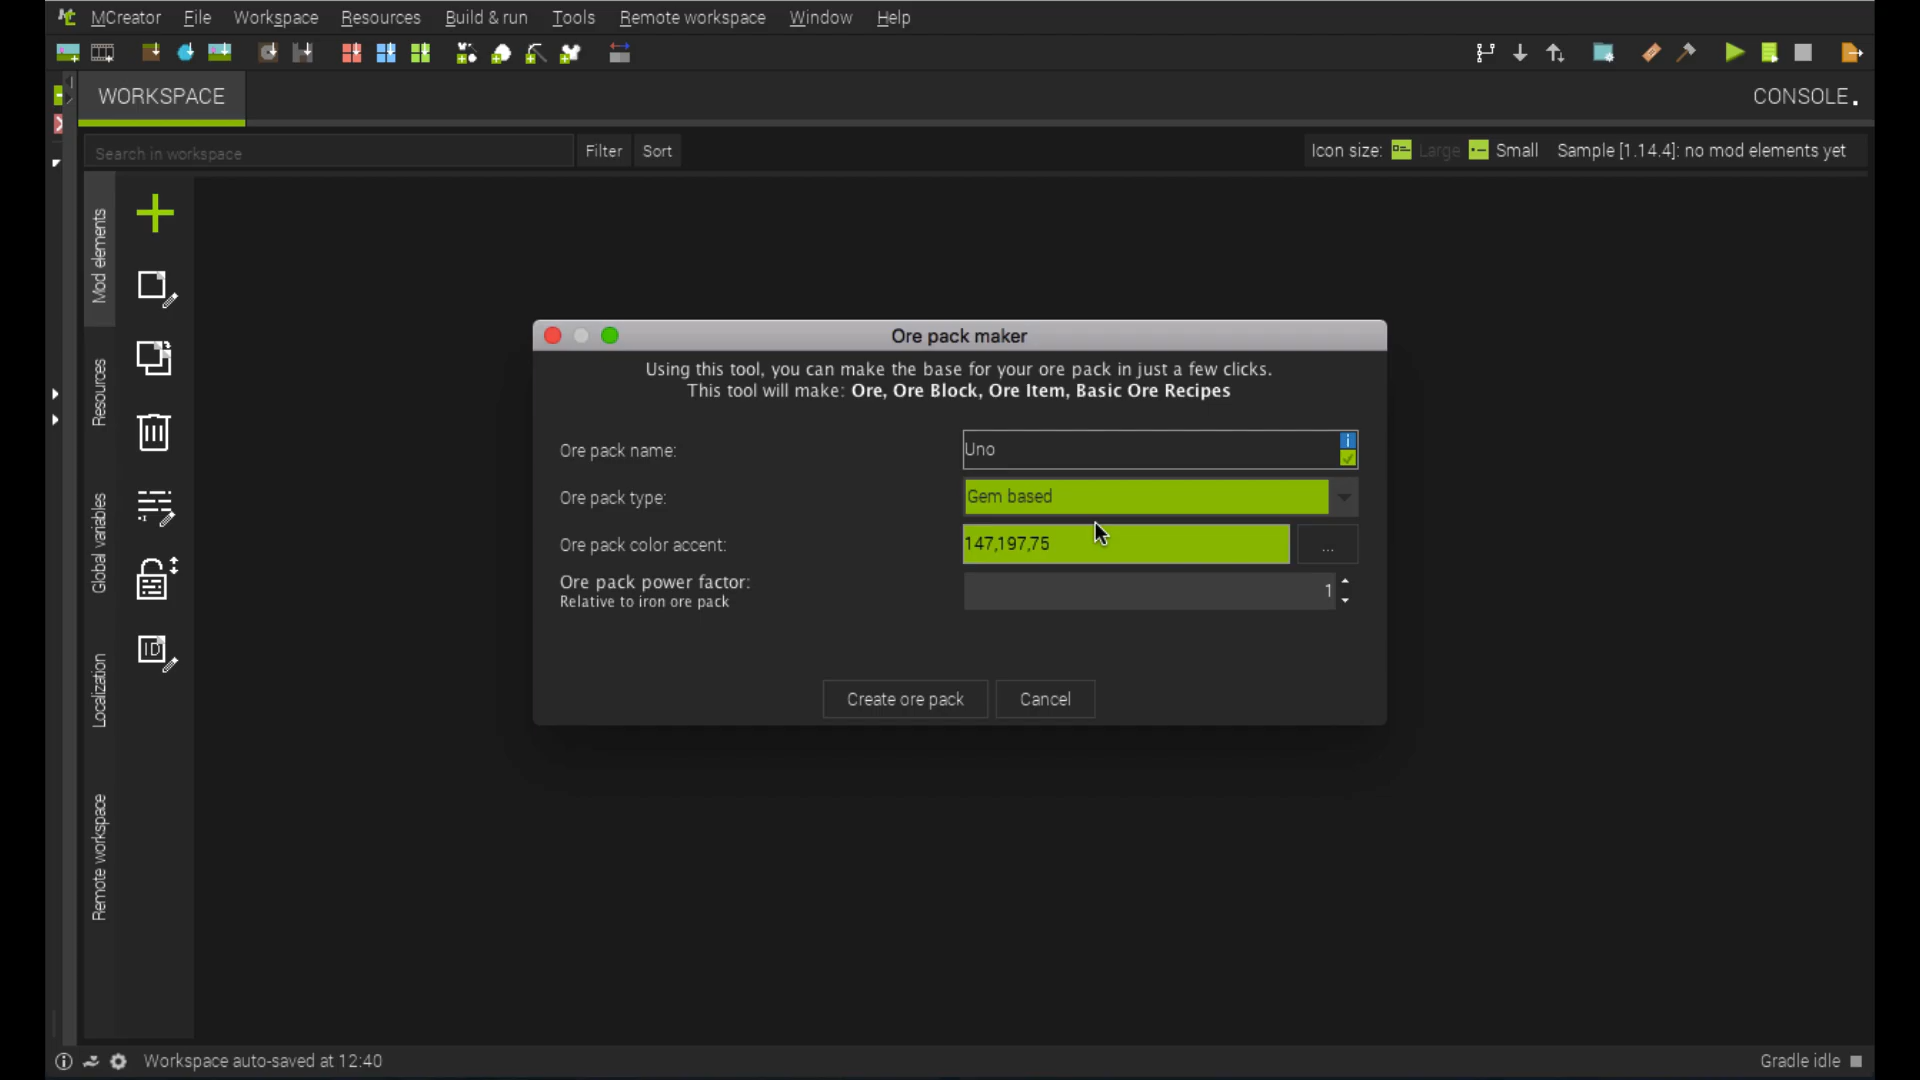 MCreator File Workspace Resources Build & run Tools Remote workspace Window Help
WORKSPACE
CONSOLE.
Search in workspace
Filter Sort
Icon size: Large Small Sample [1.14.4]: no mod elements yet
Mod elements
Resources
Global variables
Localization
Remote workspace
ID
Ore pack maker
Using this tool, you can make the base for your ore pack in just a few clicks.
This tool will make: Ore, Ore Block, Ore Item, Basic Ore Recipes
Ore pack name: Uno
Ore pack type: Gem based
Ore pack color accent: 147,197,75 ...
Ore pack power factor: 1
Relative to iron ore pack
Create ore pack Cancel
Workspace auto-saved at 12:40
Gradle idle